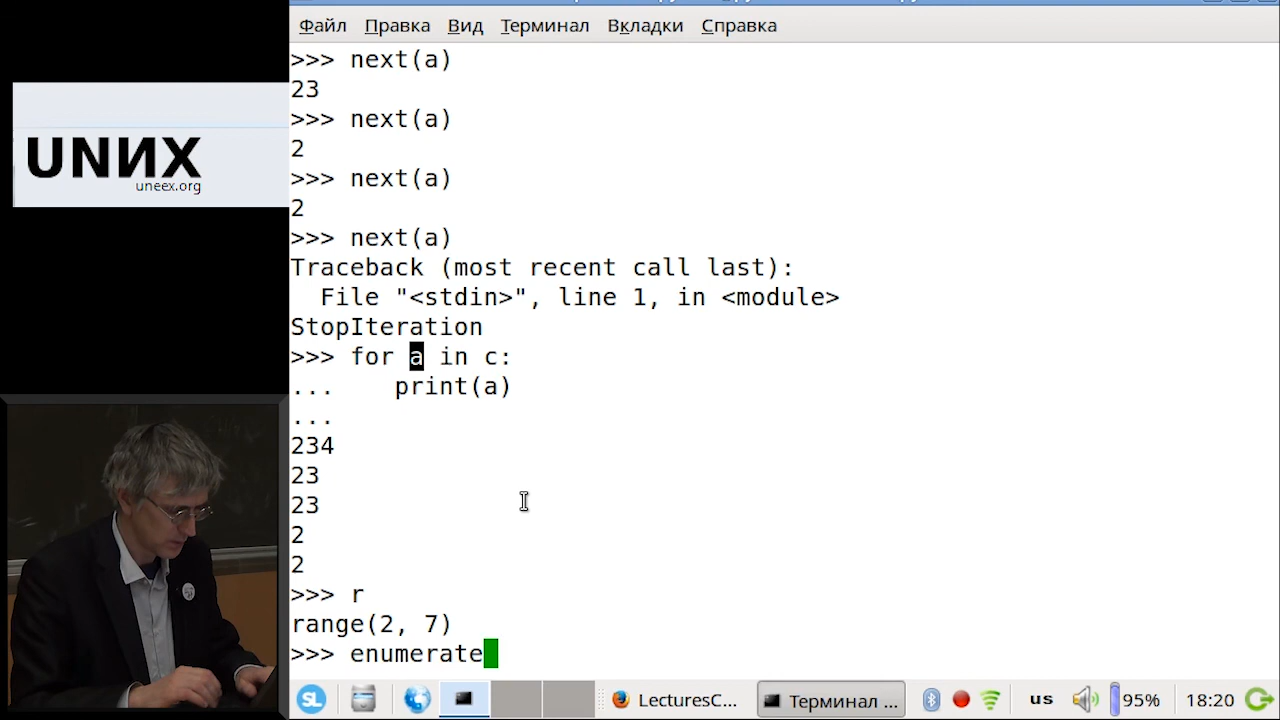 Файл Правка Вид Терминал Вкладки Справка
UNИX
uneex.org
>>> next(a)
23
>>> next(a)
2
>>> next(a)
2
>>> next(a)
Traceback (most recent call last):
  File "<stdin>", line 1, in <module>
StopIteration
>>> for a in c:
...    print(a)
...
234
23
23
2
2
>>> r
range(2, 7)
>>> enumerate
SL LecturesC... Терминал ... us 95% 18:20